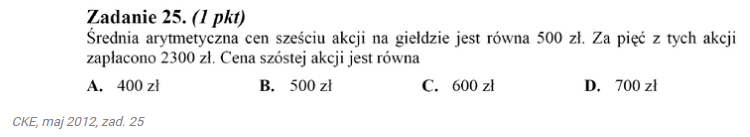 Zadanie 25. (1 pkt)
Średnia arytmetyczna cen sześciu akcji na giełdzie jest równa 500 zł. Za pięć z tych akcji
zapłacono 2300 zł. Cena szóstej akcji jest równa
A. 400 zł B. 500 zł C. 600 zł D. 700 zł
CKE, maj 2012, zad. 25